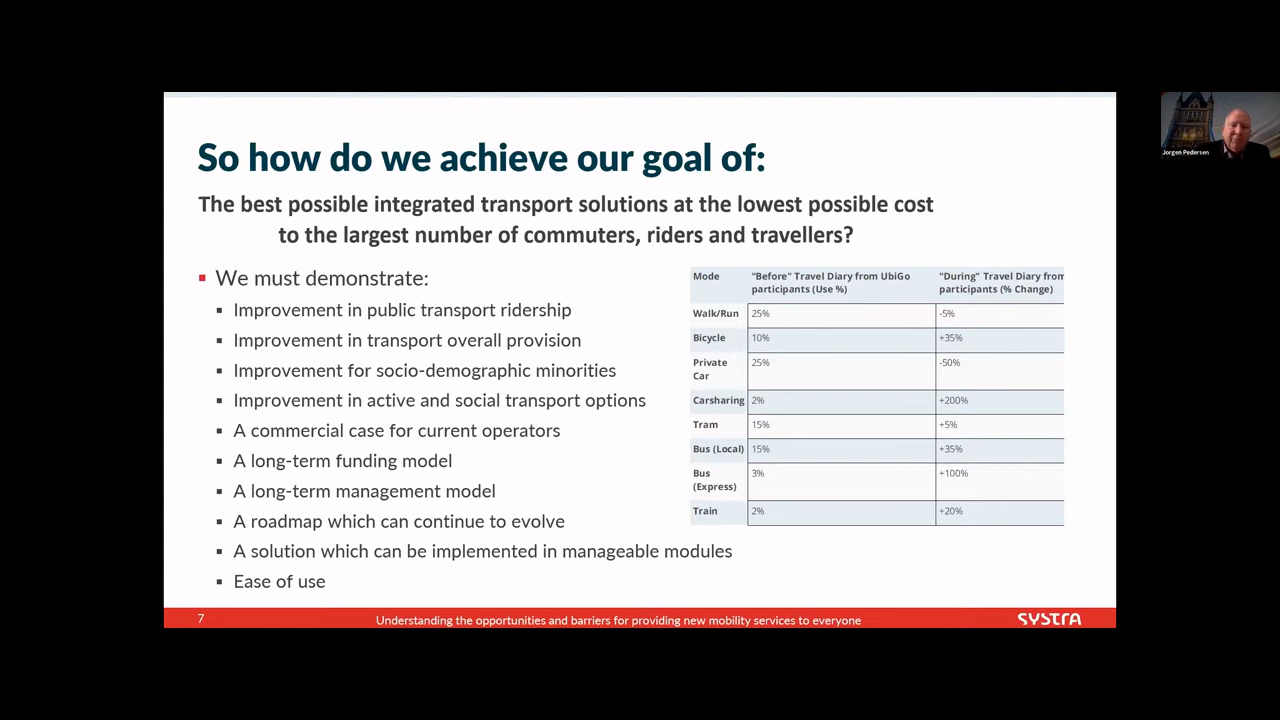 So how do we achieve our goal of:
The best possible integrated transport solutions at the lowest possible cost
to the largest number of commuters, riders and travellers?
We must demonstrate:
Improvement in public transport ridership
Improvement in transport overall provision
Improvement for socio-demographic minorities
Improvement in active and social transport options
A commercial case for current operators
A long-term funding model
A long-term management model
A roadmap which can continue to evolve
A solution which can be implemented in manageable modules
Ease of use
Mode "Before" Travel Diary from UbiGo "During" Travel Diary from
participants (Use %) participants (% Change)
Walk/Run 25% -5%
Bicycle 10% +35%
Private 25% -50%
Car
Carsharing 2% +200%
Tram 15% +5%
Bus (Local) 15% +35%
Bus 3% +100%
(Express)
Train 2% +20%
7 Understanding the opportunities and barriers for providing new mobility services to everyone SYSTRA
Jorgen Pedersen